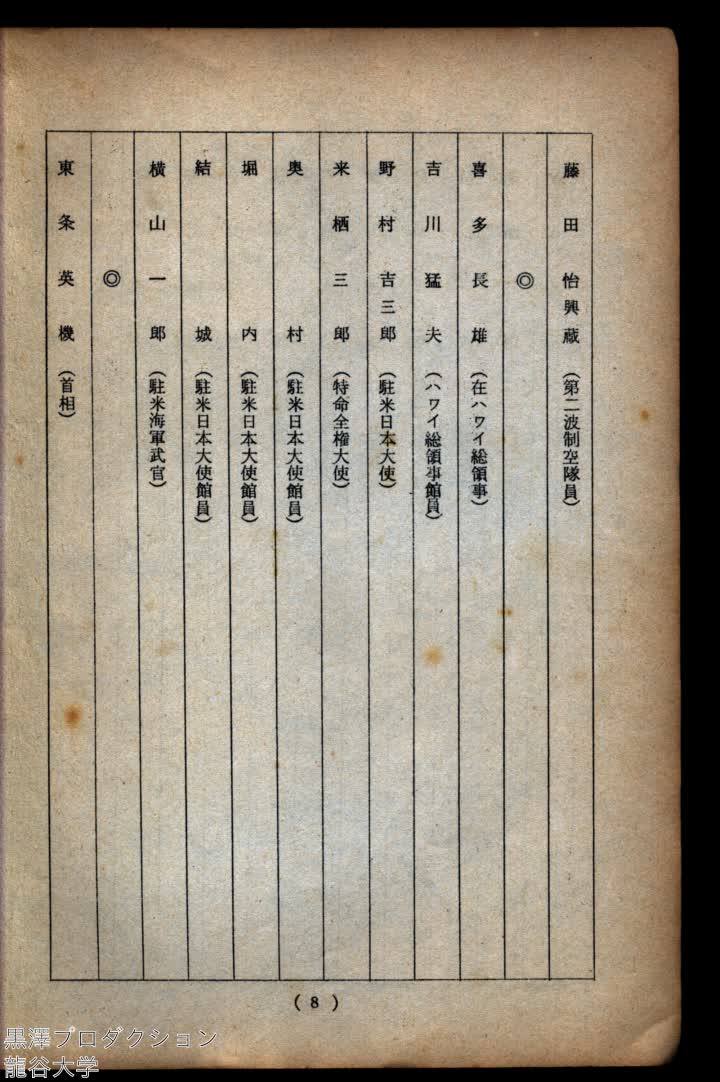 藤田怡興蔵（第二波制空隊員）
◎
喜多長雄（在ハワイ総領事）
吉川猛夫（ハワイ総領事館員）
野村吉三郎（駐米日本大使）
来栖三郎（特命全権大使）
奥村（駐米日本大使館員）
堀内（駐米日本大使館員）
結城（駐米日本大使館員）
横山一郎（駐米海軍武官）
◎
東条英機（首相）
(8)
黒澤プロダクション
龍谷大学